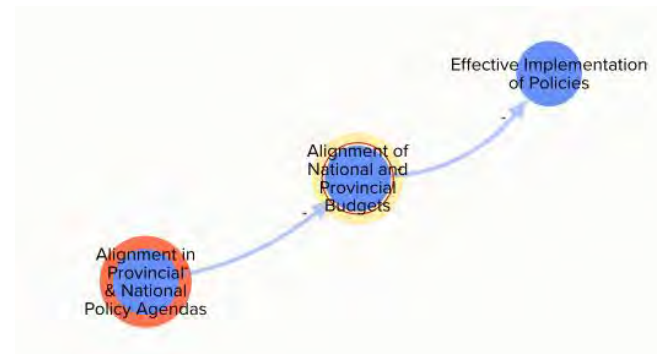 Effective Implementation
of Policies
-
Alignment of
National and
Provincial
Budgets
-
Alignment in
Provincial
& National
Policy Agendas